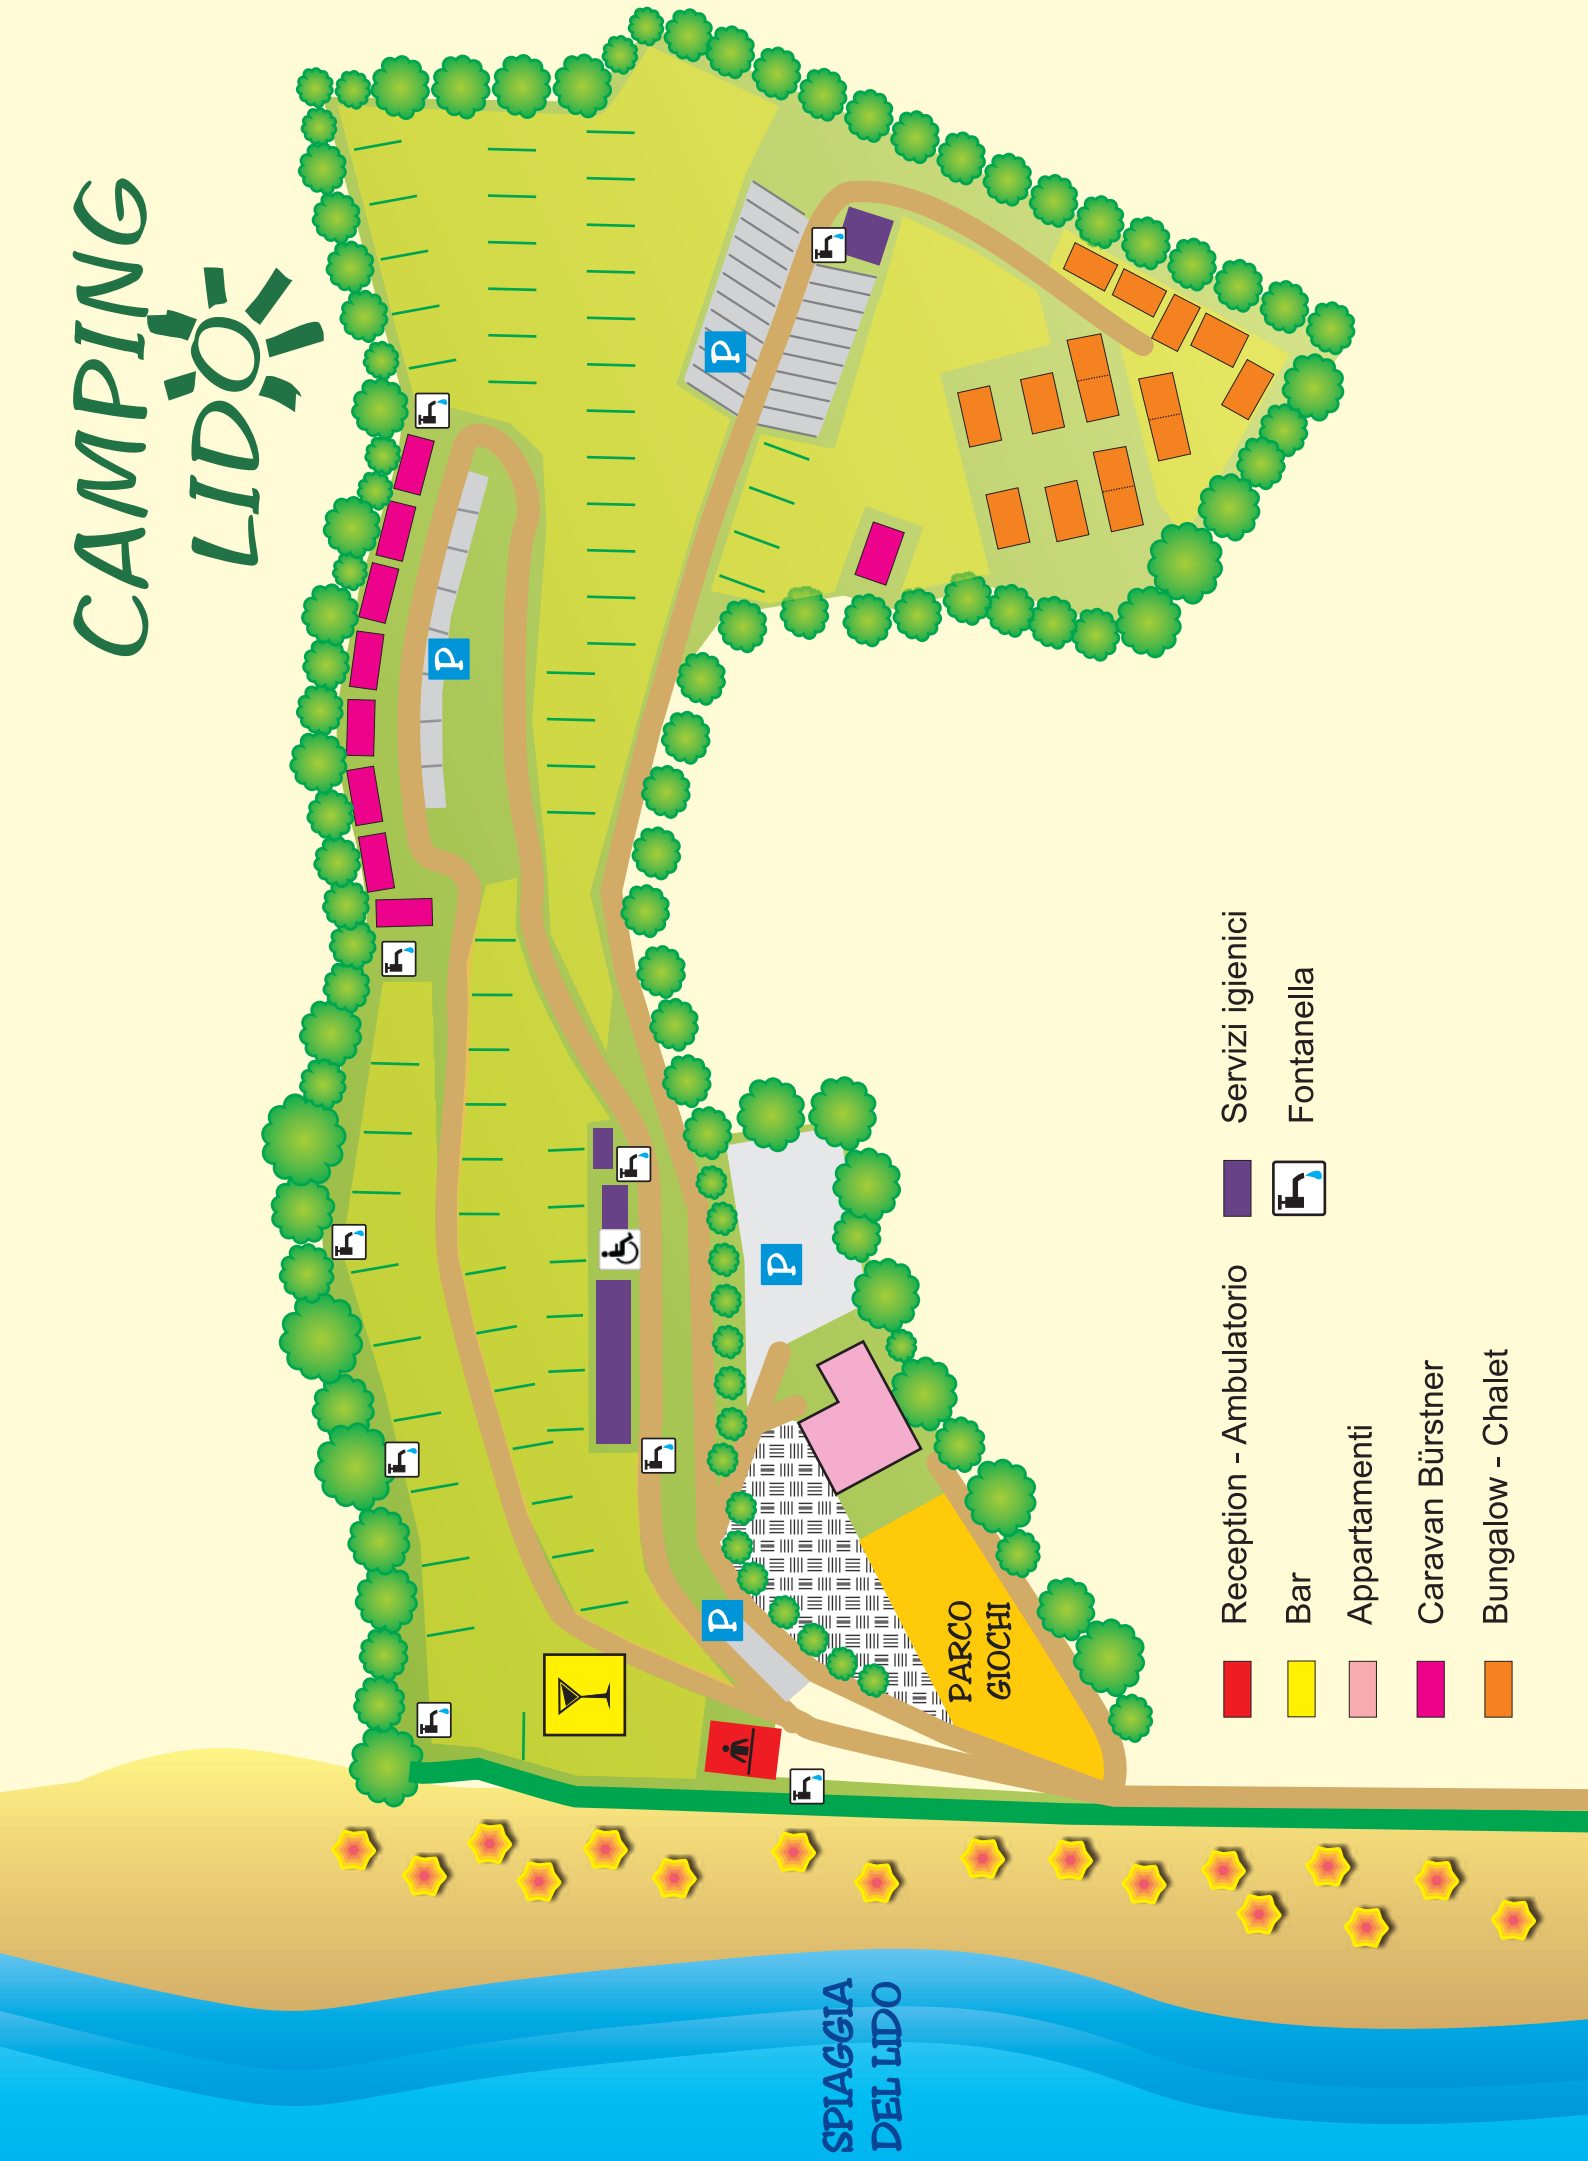 CAMPING
LIDO
P
P
P
P
PARCO
GIOCHI
Reception - Ambulatorio
Bar
Appartamenti
Caravan Bürstner
Bungalow - Chalet
Servizi igienici
Fontanella
SPIAGGIA
DEL LIDO